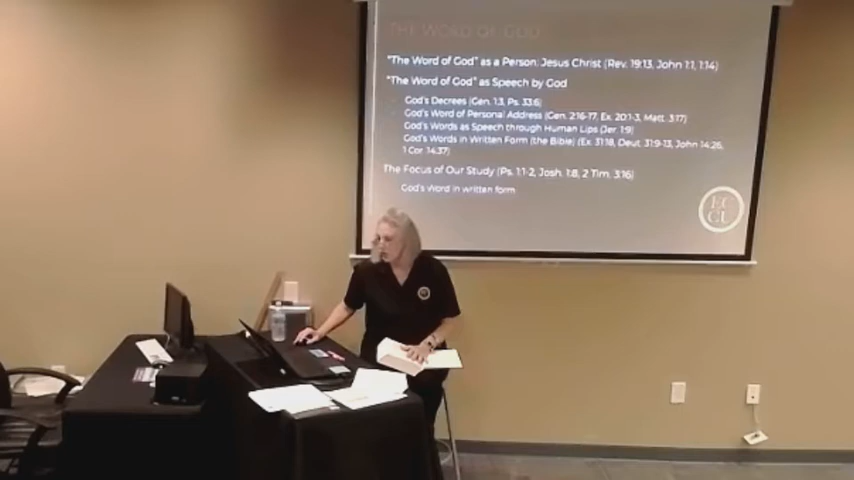 THE WORD OF GOD
"The Word of God" as a Person: Jesus Christ (Rev. 19:13, John 1:1, 1:14)
"The Word of God" as Speech by God
God's Decrees (Gen. 1:3, Ps. 33:6)
God's Word of Personal Address (Gen. 2:16-17, Ex. 20:1-3, Matt. 3:17)
God's Words as Speech through Human Lips (Jer. 1:9)
God's Words in Written Form (the Bible) (Ex. 31:18, Deut. 31:9-13, John 14:26,
1 Cor. 14:37)
The Focus of Our Study (Ps. 1:1-2, Josh. 1:8, 2 Tim. 3:16)
God's Word in written form
EC
CU